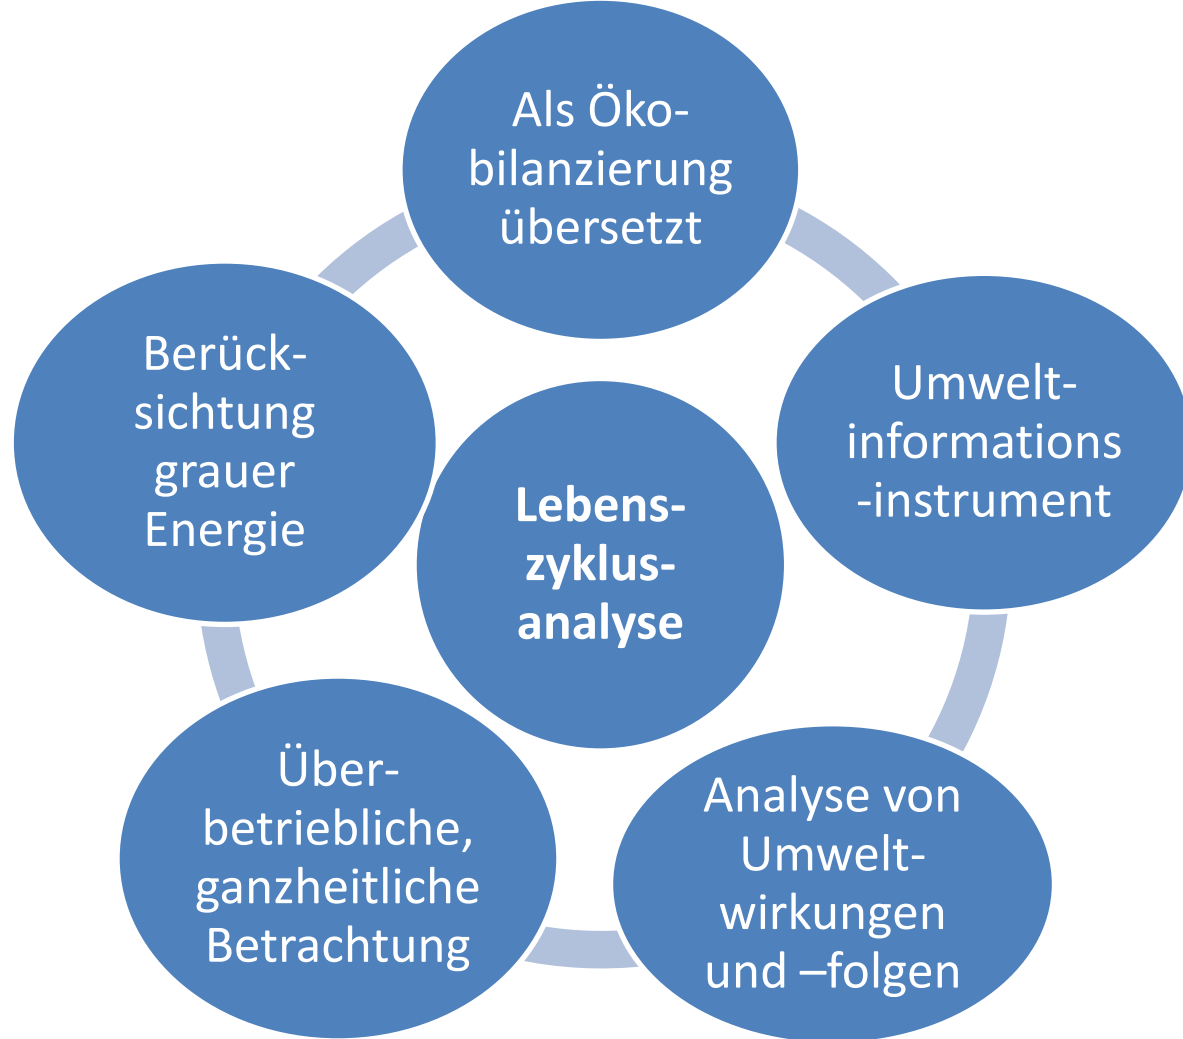 Als Öko-
bilanzierung
übersetzt
Umwelt-
informations
-instrument
Analyse von
Umwelt-
wirkungen
und –folgen
Über-
betriebliche,
ganzheitliche
Betrachtung
Berück-
sichtung
grauer
Energie
Lebens-
zyklus-
analyse